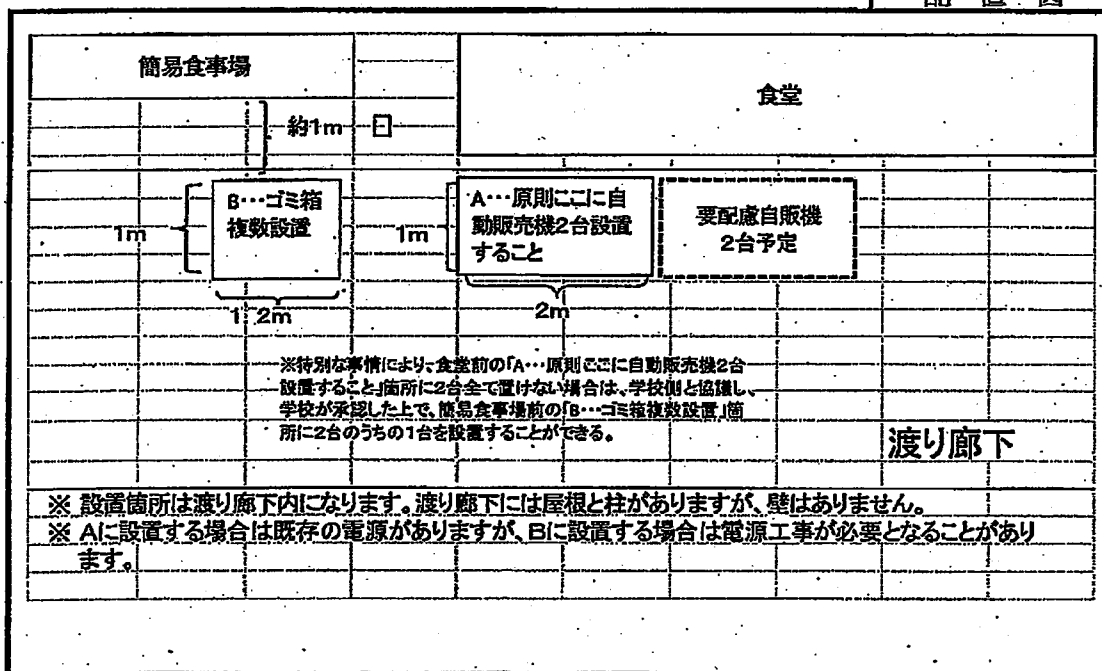 配 置 図
簡易食事場
食堂
約1m
B…ゴミ箱
複数設置
1m
1．2m
A…原則ここに自
動販売機2台設置
すること
1m
2m
要配慮自販機
2台予定
※特別な事情により、食堂前の「A…原則ここに自動販売機2台
設置すること」箇所に2台全て置けない場合は、学校側と協議し、
学校が承認した上で、簡易食事場前の「B…ゴミ箱複数設置」箇
所に2台のうちの1台を設置することができる。
渡り廊下
※ 設置箇所は渡り廊下内になります。渡り廊下には屋根と柱がありますが、壁はありません。
※ Aに設置する場合は既存の電源がありますが、Bに設置する場合は電源工事が必要となることがあり
ます。